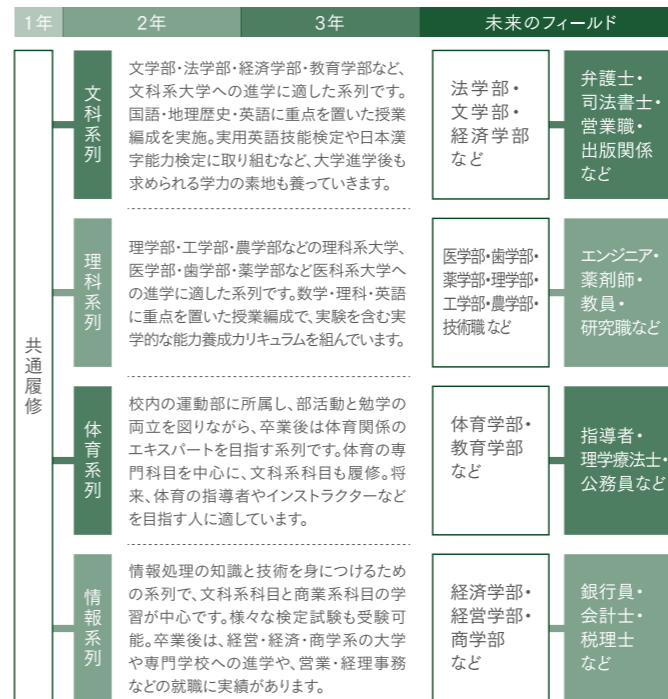 1年
2年
3年
未来のフィールド
共通履修
文科系列
文学部・法学部・経済学部・教育学部など、
文科系大学への進学に適した系列です。
国語・地理歴史・英語に重点を置いた授業
編成を実施。実用英語技能検定や日本漢
字能力検定に取り組むなど、大学進学後も
求められる学力の素地も養っていきます。
法学部・
文学部・
経済学部
など
弁護士・
司法書士・
営業職・
出版関係
など
理科系列
理学部・工学部・農学部などの理科系大学、
医学部・歯学部・薬学部など医科系大学へ
の進学に適した系列です。数学・理科・英語
に重点を置いた授業編成で、実験を含む実
学的な能力養成カリキュラムを組んでいます。
医学部・歯学部・
薬学部・理学部・
工学部・農学部・
技術職など
エンジニア・
薬剤師・
教員・
研究職など
体育系列
校内の運動部に所属し、部活動と勉学の
両立を図りながら、卒業後は体育関係の
エキスパートを目指す系列です。体育の専
門科目を中心に、文科系科目も履修。将
来、体育の指導者やインストラクターなど
を目指す人に適しています。
体育学部・
教育学部
など
指導者・
理学療法士・
公務員など
情報系列
情報処理の知識と技術を身につけるため
の系列で、文科系科目と商業系科目の学
習が中心です。様々な検定試験も受験可
能。卒業後は、経営・経済・商学系の大学
や専門学校への進学や、営業・経理事務
などの就職に実績があります。
経済学部・
経営学部・
商学部
など
銀行員・
会計士・
税理士
など